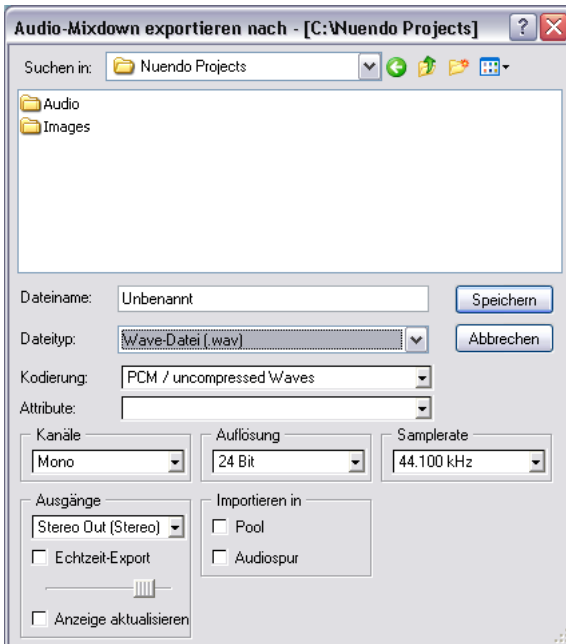 Audio-Mixdown exportieren nach - [C:\Nuendo Projects]
Suchen in: Nuendo Projects
Audio
Images
Dateiname: Unbenannt Speichern
Dateityp: Wave-Datei (.wav) Abbrechen
Kodierung: PCM / uncompressed Waves
Attribute:
Kanäle Auflösung Samplerate
Mono 24 Bit 44.100 kHz
Ausgänge Importieren in
Stereo Out (Stereo) Pool
Echtzeit-Export Audiospur
Anzeige aktualisieren